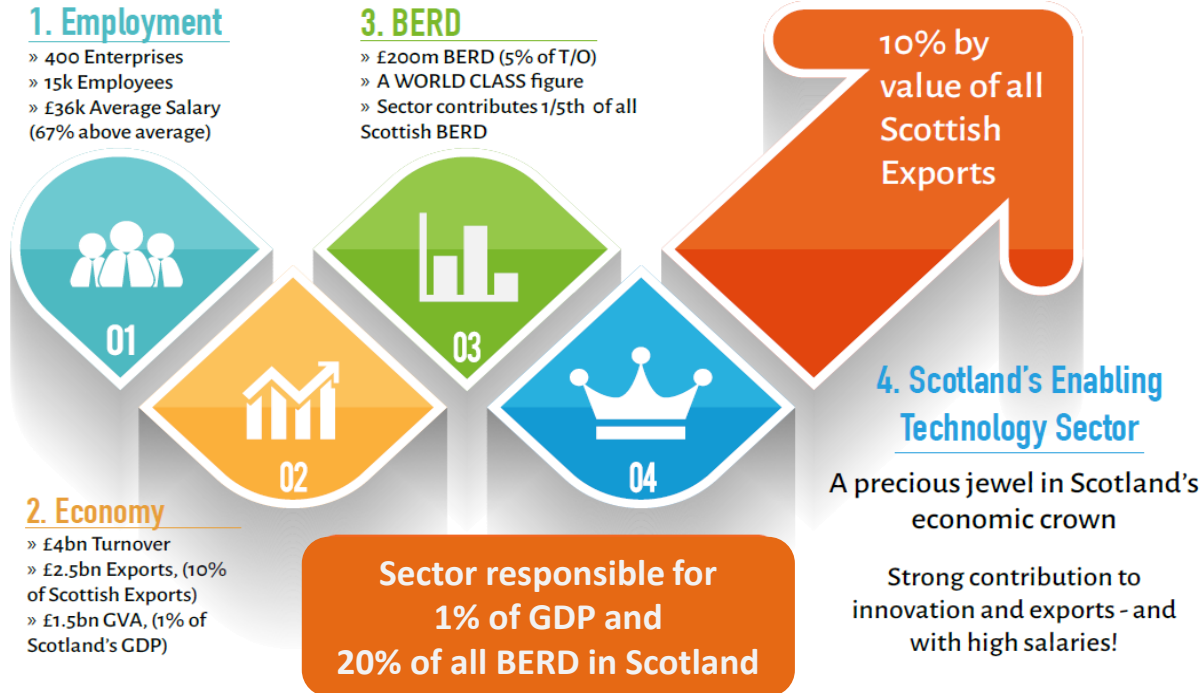 1. Employment
» 400 Enterprises
» 15k Employees
» £36k Average Salary
(67% above average)
3. BERD
» £200m BERD (5% of T/O)
» A WORLD CLASS figure
» Sector contributes 1/5th of all
Scottish BERD
10% by
value of all
Scottish
Exports
01
02
03
04
2. Economy
» £4bn Turnover
» £2.5bn Exports, (10%
of Scottish Exports)
» £1.5bn GVA, (1% of
Scotland's GDP)
Sector responsible for
1% of GDP and
20% of all BERD in Scotland
4. Scotland's Enabling
Technology Sector
A precious jewel in Scotland's
economic crown
Strong contribution to
innovation and exports - and
with high salaries!